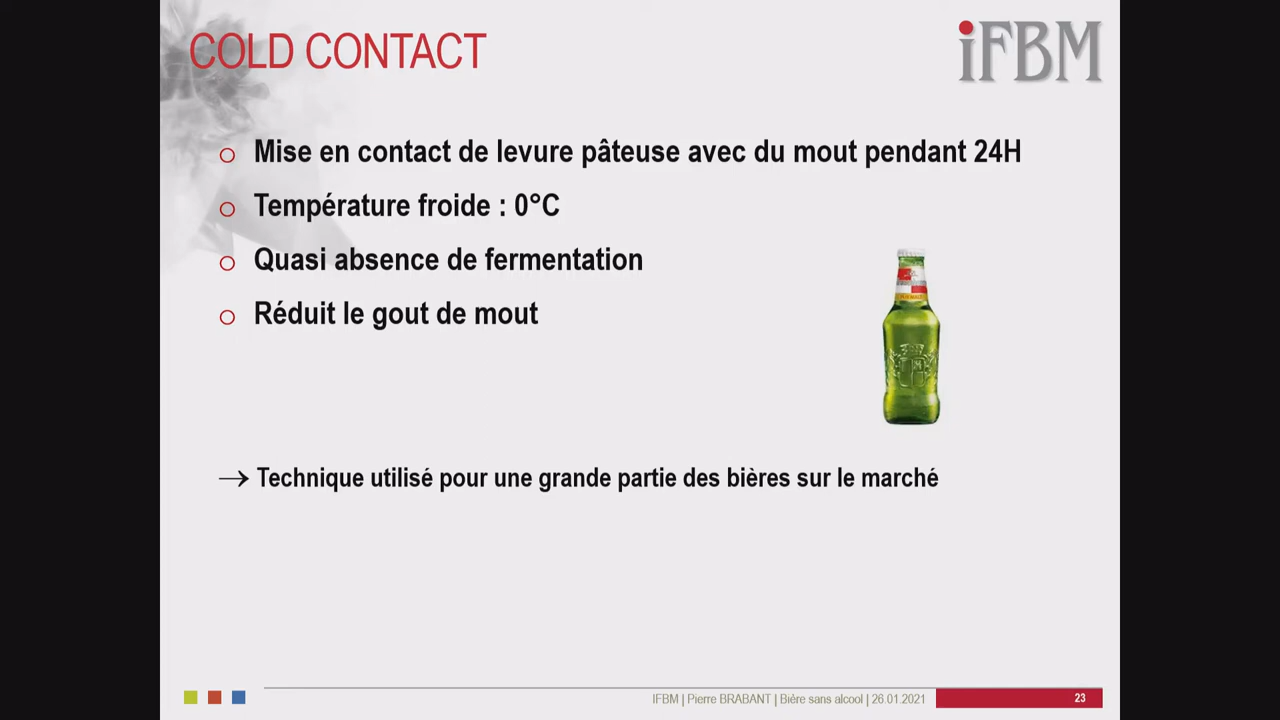 COLD CONTACT
iFBM
Mise en contact de levure pâteuse avec du mout pendant 24H
Température froide : 0°C
Quasi absence de fermentation
Réduit le gout de mout
→ Technique utilisé pour une grande partie des bières sur le marché
IFBM | Pierre BRABANT | Bière sans alcool | 26.01.2021
23